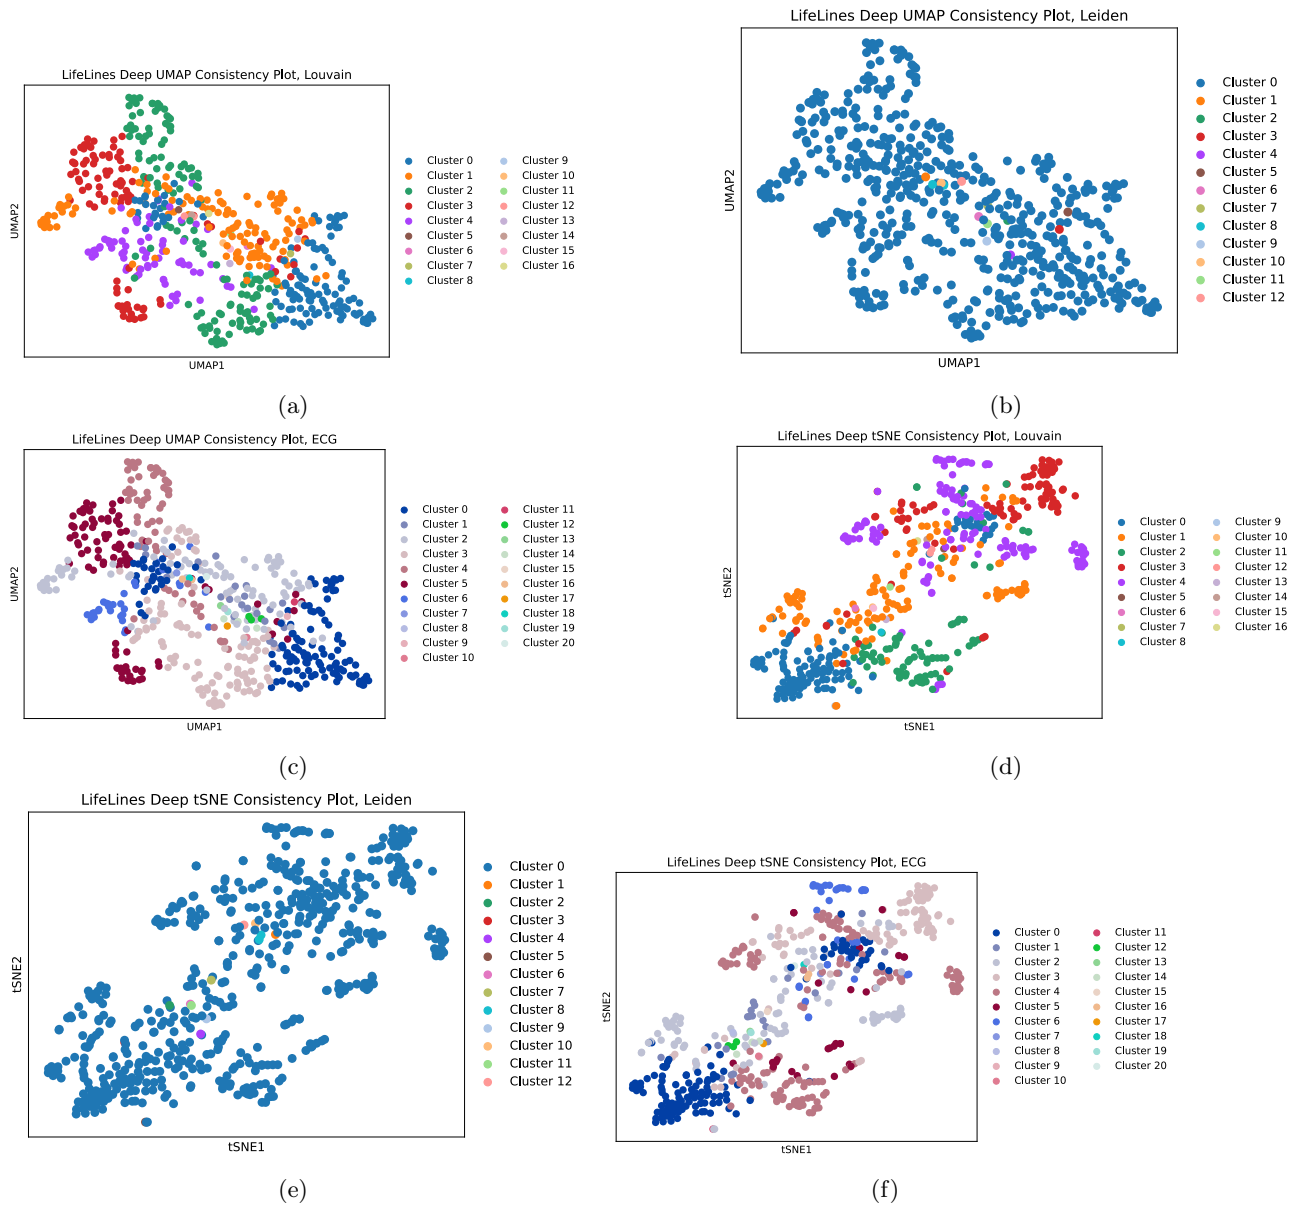 LifeLines Deep UMAP Consistency Plot, Louvain
UMAP2
UMAP1
Cluster 0
Cluster 1
Cluster 2
Cluster 3
Cluster 4
Cluster 5
Cluster 6
Cluster 7
Cluster 8
Cluster 9
Cluster 10
Cluster 11
Cluster 12
Cluster 13
Cluster 14
Cluster 15
Cluster 16
(a)
LifeLines Deep UMAP Consistency Plot, Leiden
UMAP2
UMAP1
Cluster 0
Cluster 1
Cluster 2
Cluster 3
Cluster 4
Cluster 5
Cluster 6
Cluster 7
Cluster 8
Cluster 9
Cluster 10
Cluster 11
Cluster 12
(b)
LifeLines Deep UMAP Consistency Plot, ECG
UMAP2
UMAP1
Cluster 0
Cluster 1
Cluster 2
Cluster 3
Cluster 4
Cluster 5
Cluster 6
Cluster 7
Cluster 8
Cluster 9
Cluster 10
Cluster 11
Cluster 12
Cluster 13
Cluster 14
Cluster 15
Cluster 16
Cluster 17
Cluster 18
Cluster 19
Cluster 20
(c)
LifeLines Deep tSNE Consistency Plot, Louvain
tSNE2
tSNE1
Cluster 0
Cluster 1
Cluster 2
Cluster 3
Cluster 4
Cluster 5
Cluster 6
Cluster 7
Cluster 8
Cluster 9
Cluster 10
Cluster 11
Cluster 12
Cluster 13
Cluster 14
Cluster 15
Cluster 16
(d)
LifeLines Deep tSNE Consistency Plot, Leiden
tSNE2
tSNE1
Cluster 0
Cluster 1
Cluster 2
Cluster 3
Cluster 4
Cluster 5
Cluster 6
Cluster 7
Cluster 8
Cluster 9
Cluster 10
Cluster 11
Cluster 12
(e)
LifeLines Deep tSNE Consistency Plot, ECG
tSNE2
tSNE1
Cluster 0
Cluster 1
Cluster 2
Cluster 3
Cluster 4
Cluster 5
Cluster 6
Cluster 7
Cluster 8
Cluster 9
Cluster 10
Cluster 11
Cluster 12
Cluster 13
Cluster 14
Cluster 15
Cluster 16
Cluster 17
Cluster 18
Cluster 19
Cluster 20
(f)